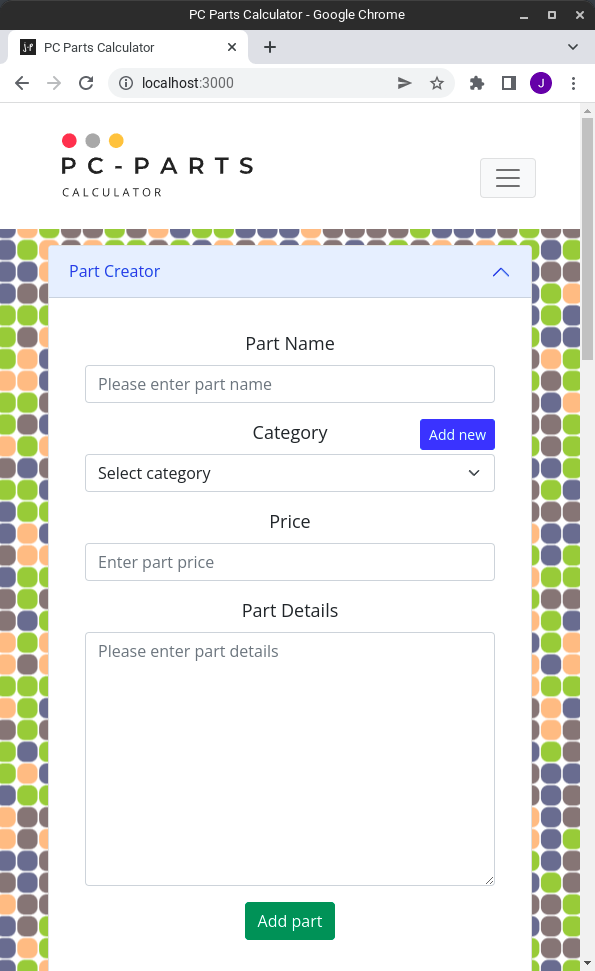 PC Parts Calculator - Google Chrome
PC Parts Calculator
localhost:3000
J
PC-PARTS
CALCULATOR
Part Creator
Part Name
Please enter part name
Category
Add new
Select category
Price
Enter part price
Part Details
Please enter part details
Add part